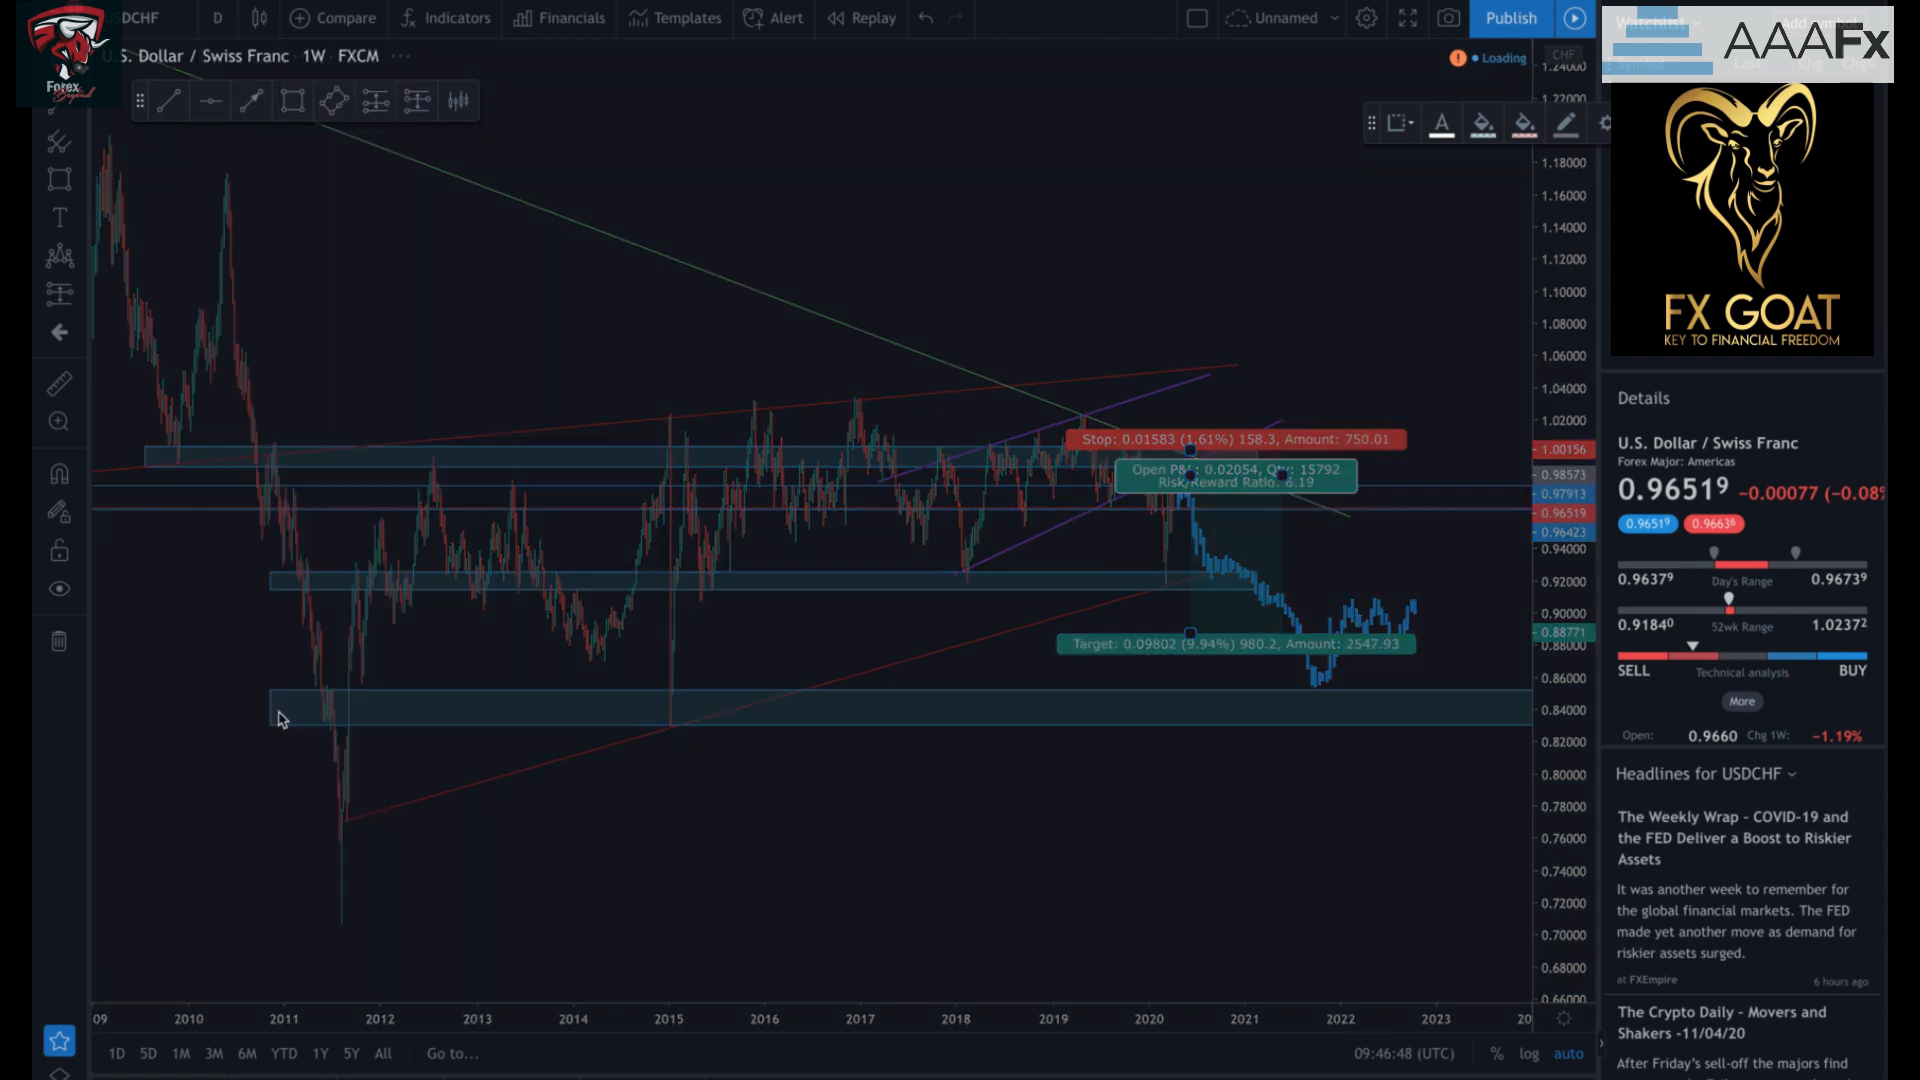 USDCHF D Compare Indicators Financials Templates Alert Replay Unnamed Publish
Forex
Beyond
AAAFx
U.S. Dollar / Swiss Franc · 1W · FXCM
Loading
CHF
1.24000
1.22000
1.18000
1.16000
1.14000
1.12000
1.10000
1.08000
1.06000
1.04000
1.02000
1.00156
0.98573
0.97913
0.96519
0.96423
0.94000
0.92000
0.90000
0.88771
0.88000
0.86000
0.84000
0.82000
0.80000
0.78000
0.76000
0.74000
0.72000
0.70000
0.68000
0.66000
Stop: 0.01583 (1.61%) 158.3, Amount: 750.01
Open P&L: 0.02054, Qty: 15792
Risk/Reward Ratio: 6.19
Target: 0.09802 (9.94%) 980.2, Amount: 2547.93
09 2010 2011 2012 2013 2014 2015 2016 2017 2018 2019 2020 2021 2022 2023 20
1D 5D 1M 3M 6M YTD 1Y 5Y All Go to... 09:46:48 (UTC) % log auto
FX GOAT
KEY TO FINANCIAL FREEDOM
Details
U.S. Dollar / Swiss Franc
Forex Major: Americas
0.96519 −0.00077 (−0.08%
0.96519 0.96636
0.96379 Day's Range 0.96739
0.91840 52wk Range 1.02372
SELL Technical analysis BUY
More
Open: 0.9660 Chg 1W: −1.19%
Headlines for USDCHF
The Weekly Wrap - COVID-19 and
the FED Deliver a Boost to Riskier
Assets
It was another week to remember for
the global financial markets. The FED
made yet another move as demand for
riskier assets surged.
at FXEmpire 6 hours ago
The Crypto Daily - Movers and
Shakers -11/04/20
After Friday's sell-off the majors find